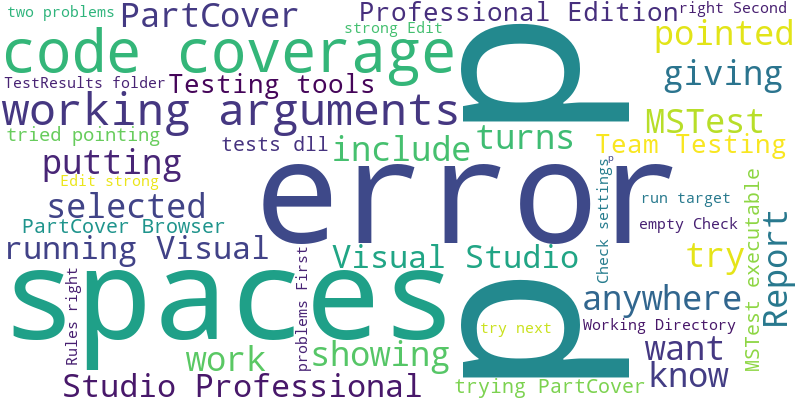 two problems
PartCover
Professional Edition
right Second
strong Edit
code coverage
pointed
TestResults folder
Testing tools
giving
working arguments
MSTest
tried pointing
tests dll
include
turns
Team Testing
putting
error
p
Edit strong
selected
run target
PartCover Browser
empty Check
running Visual
Visual Studio
try
Check settings
MSTest executable
Report
spaces
p p
anywhere
Rules right
problems First
try next
Working Directory
work
showing
want
know
Studio Professional
trying PartCover